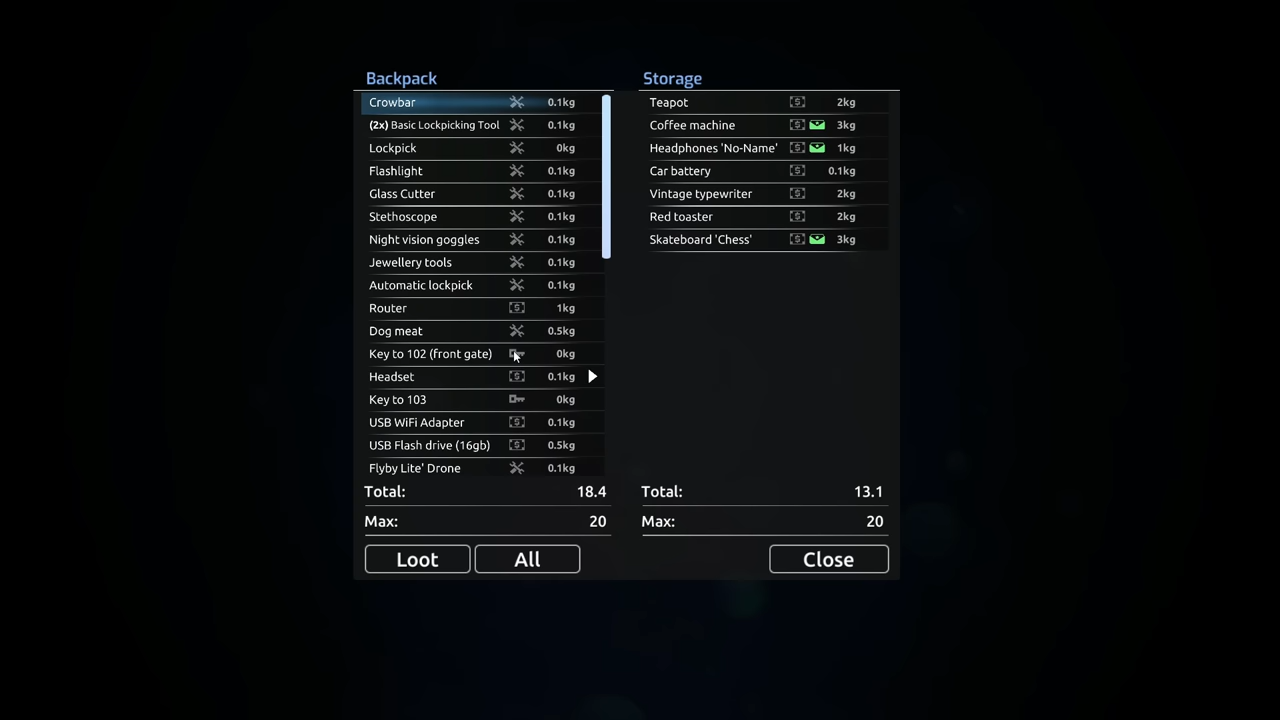 Backpack
Crowbar 0.1kg
(2x) Basic Lockpicking Tool 0.1kg
Lockpick 0kg
Flashlight 0.1kg
Glass Cutter 0.1kg
Stethoscope 0.1kg
Night vision goggles 0.1kg
Jewellery tools 0.1kg
Automatic lockpick 0.1kg
Router 1kg
Dog meat 0.5kg
Key to 102 (front gate) 0kg
Headset 0.1kg
Key to 103 0kg
USB WiFi Adapter 0.1kg
USB Flash drive (16gb) 0.5kg
Flyby Lite' Drone 0.1kg
Total: 18.4
Max: 20
Loot All
Storage
Teapot 2kg
Coffee machine 3kg
Headphones 'No-Name' 1kg
Car battery 0.1kg
Vintage typewriter 2kg
Red toaster 2kg
Skateboard 'Chess' 3kg
Total: 13.1
Max: 20
Close